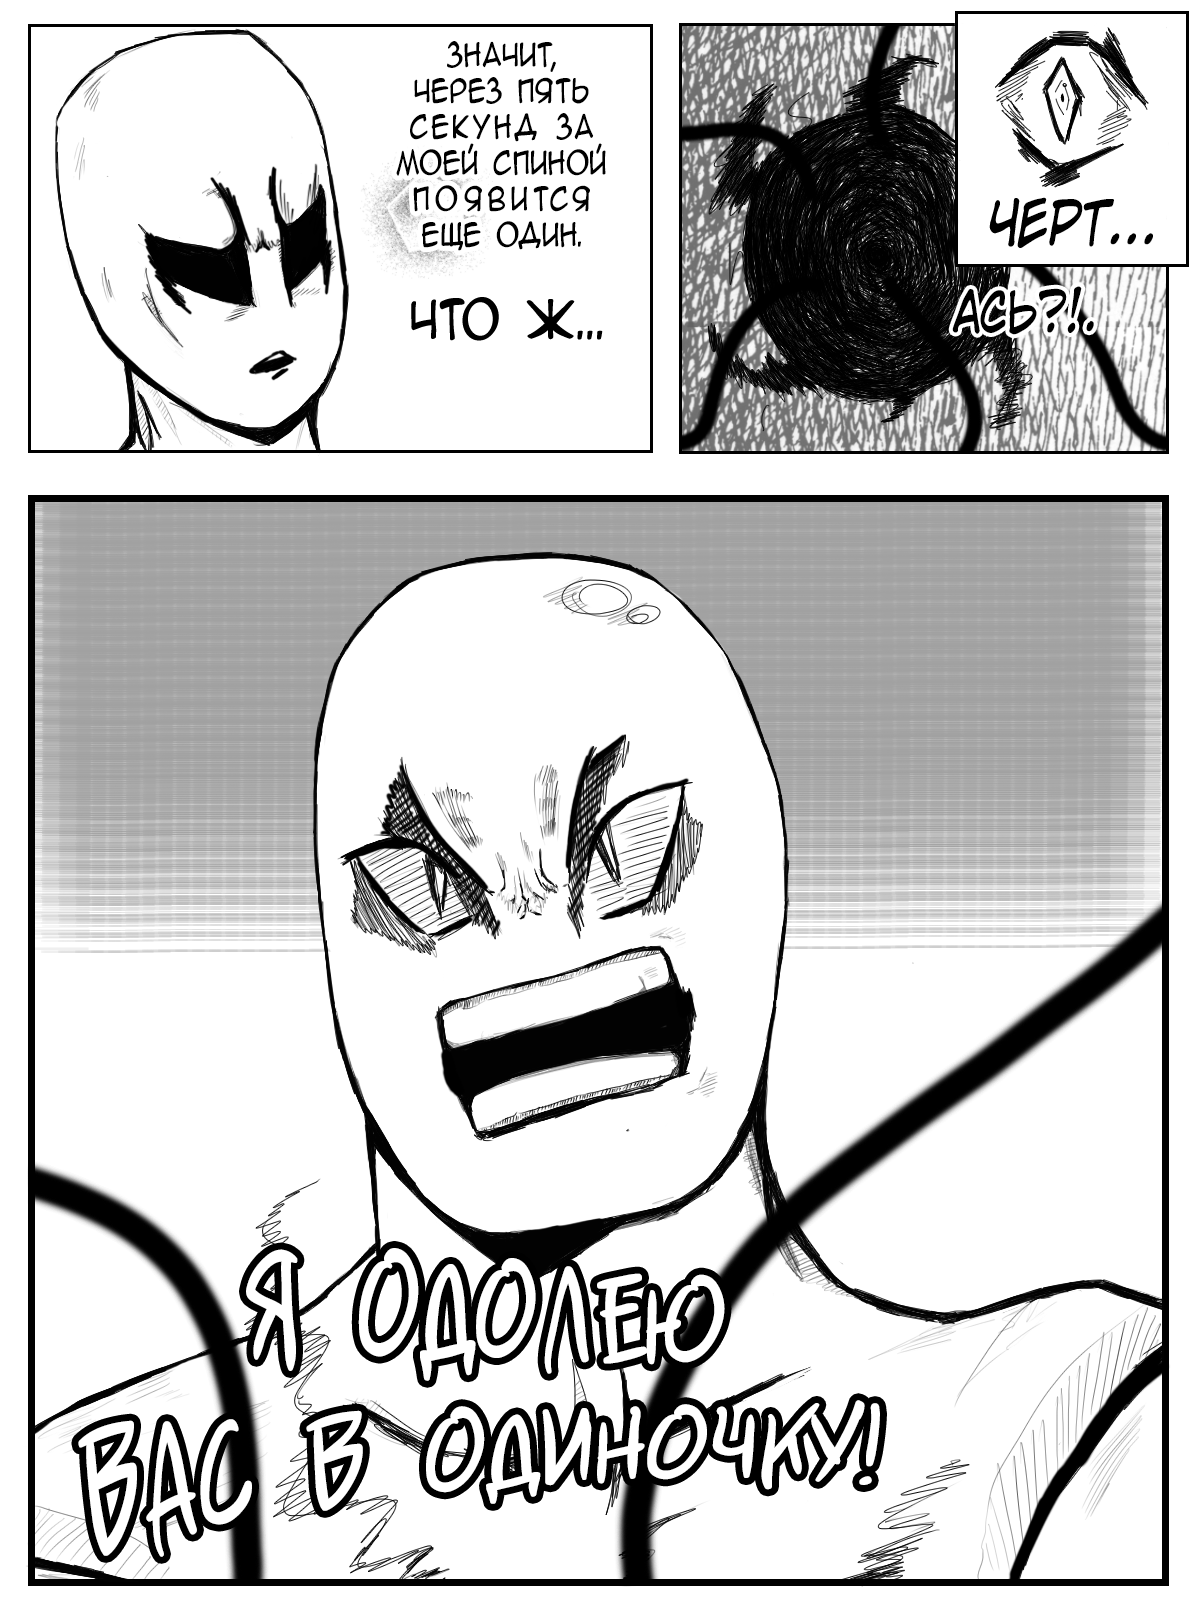 ЗНАЧИТ,
ЧЕРЕЗ ПЯТЬ
СЕКУНД ЗА
МОЕЙ СПИНОЙ
ПОЯВИТСЯ
ЕЩЕ ОДИН.
ЧТО Ж...
ЧЕРТ...
АСЬ?!.
Я ОДОЛЕЮ
ВАС В ОДИНОЧКУ!